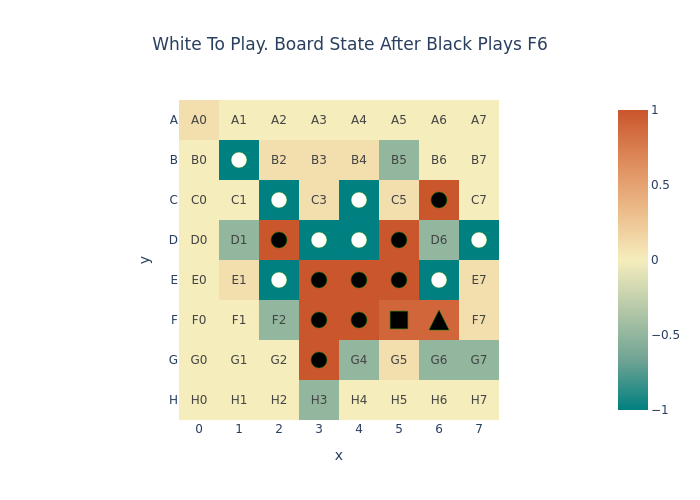 White To Play. Board State After Black Plays F6
A A0 A1 A2 A3 A4 A5 A6 A7
B B0 B2 B3 B4 B5 B6 B7
C C0 C1 C3 C5 C7
D D0 D1 D6
E E0 E1 E7
F F0 F1 F2 F7
G G0 G1 G2 G4 G5 G6 G7
H H0 H1 H2 H3 H4 H5 H6 H7
0 1 2 3 4 5 6 7
x
y
1
0.5
0
−0.5
−1